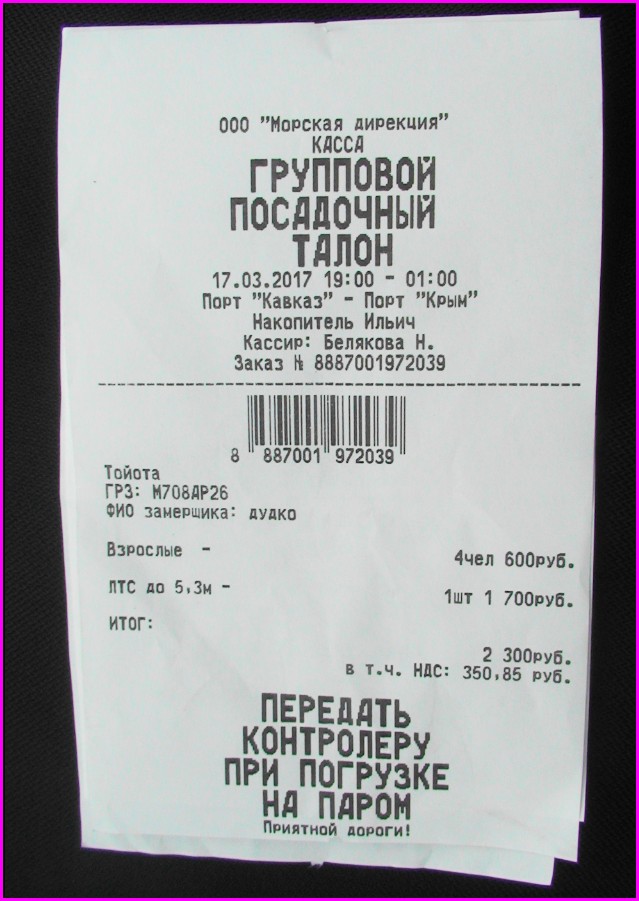 ООО "Морская дирекция"
КАССА
ГРУППОВОЙ
ПОСАДОЧНЫЙ
ТАЛОН
17.03.2017 19:00 - 01:00
Порт "Кавказ" - Порт "Крым"
Накопитель Ильич
Кассир: Белякова Н.
Заказ № 8887001972039
8 887001 972039
Тойота
ГРЗ: М708АР26
ФИО замерщика: дудко
Взрослые -
4чел 600руб.
ЛТС до 5,3м -
1шт 1 700руб.
ИТОГ:
2 300руб.
в т.ч. НДС: 350,85 руб.
ПЕРЕДАТЬ
КОНТРОЛЕРУ
ПРИ ПОГРУЗКЕ
НА ПАРОМ
Приятной дороги!